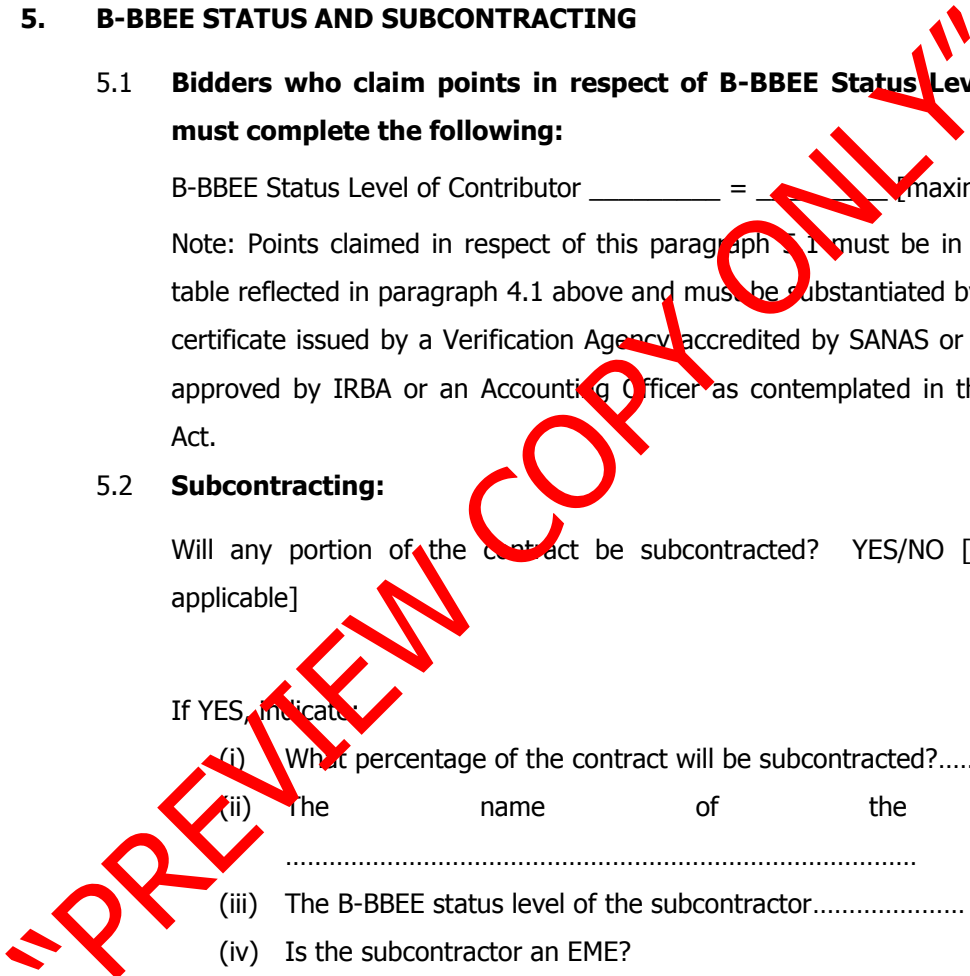 5. B-BBEE STATUS AND SUBCONTRACTING
5.1 Bidders who claim points in respect of B-BBEE Status Lev
must complete the following:
B-BBEE Status Level of Contributor __________ = __________ [maxin
Note: Points claimed in respect of this paragraph 5.1 must be in
table reflected in paragraph 4.1 above and must be substantiated b
certificate issued by a Verification Agency accredited by SANAS or
approved by IRBA or an Accounting Officer as contemplated in th
Act.
5.2 Subcontracting:
Will any portion of the contract be subcontracted? YES/NO [
applicable]
If YES, indicate:
(i) What percentage of the contract will be subcontracted?.....
(ii) The name of the
......................................................................................
(iii) The B-BBEE status level of the subcontractor.....................
(iv) Is the subcontractor an EME?
"PREVIEW COPY ONLY"